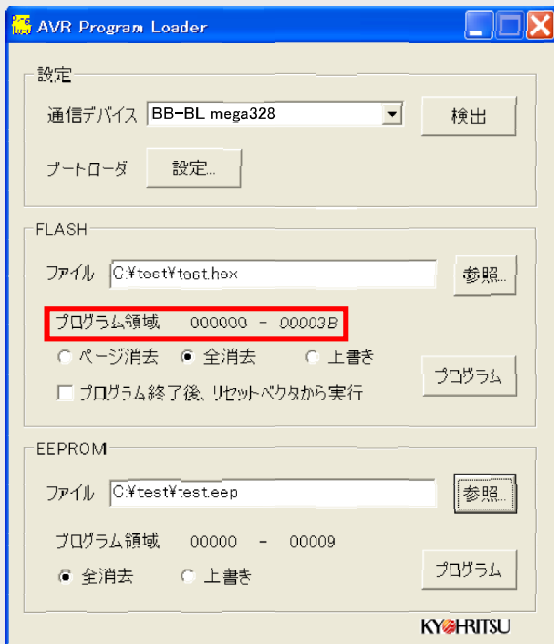 AVR Program Loader
設定
通信デバイス BB-BL mega328 検出
ブートローダ 設定...
FLASH
ファイル C:¥test¥test.hex 参照...
プログラム領域 000000 - 00003B
ページ消去 全消去 上書き
プログラム終了後、リセットベクタから実行
プログラム
EEPROM
ファイル C:¥test¥test.eep 参照...
プログラム領域 00000 - 00009
全消去 上書き
プログラム
KYOHRITSU